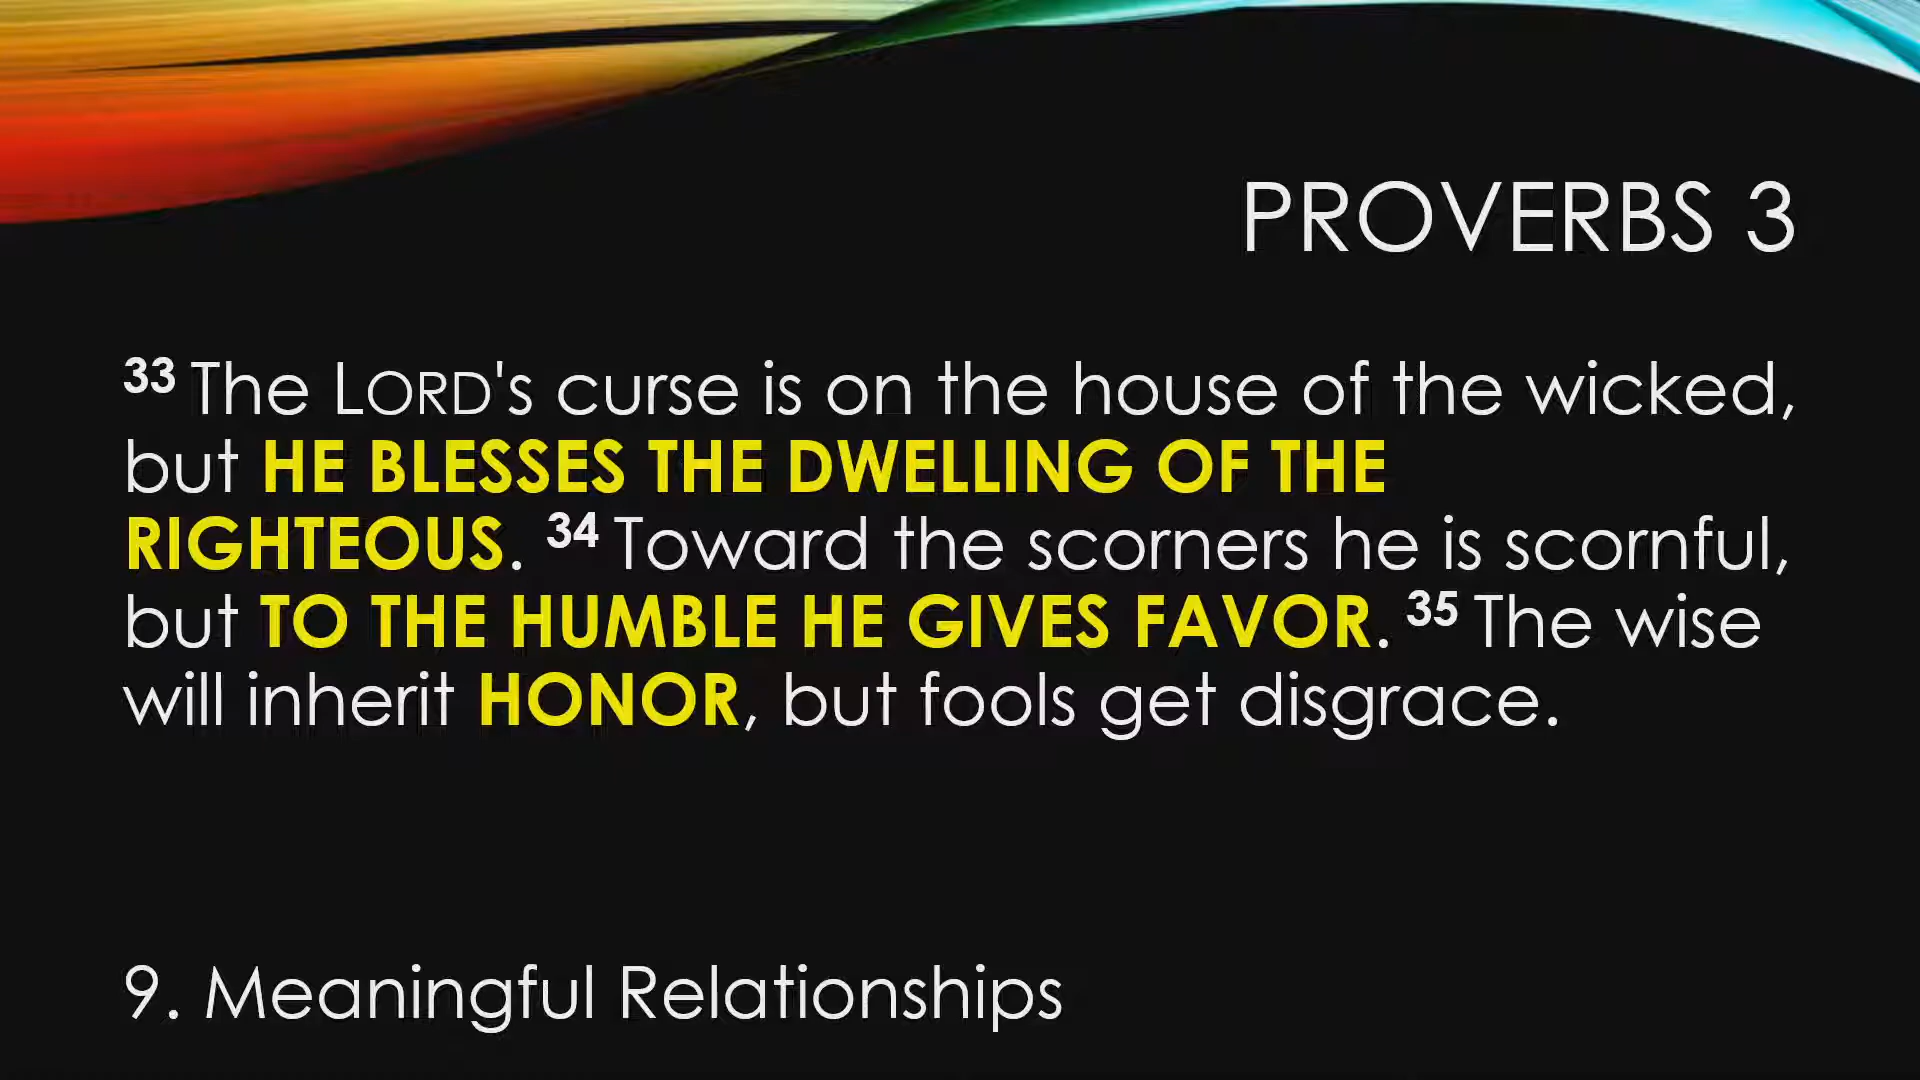 PROVERBS 3
33 The LORD's curse is on the house of the wicked,
but HE BLESSES THE DWELLING OF THE
RIGHTEOUS. 34 Toward the scorners he is scornful,
but TO THE HUMBLE HE GIVES FAVOR. 35 The wise
will inherit HONOR, but fools get disgrace.
9. Meaningful Relationships